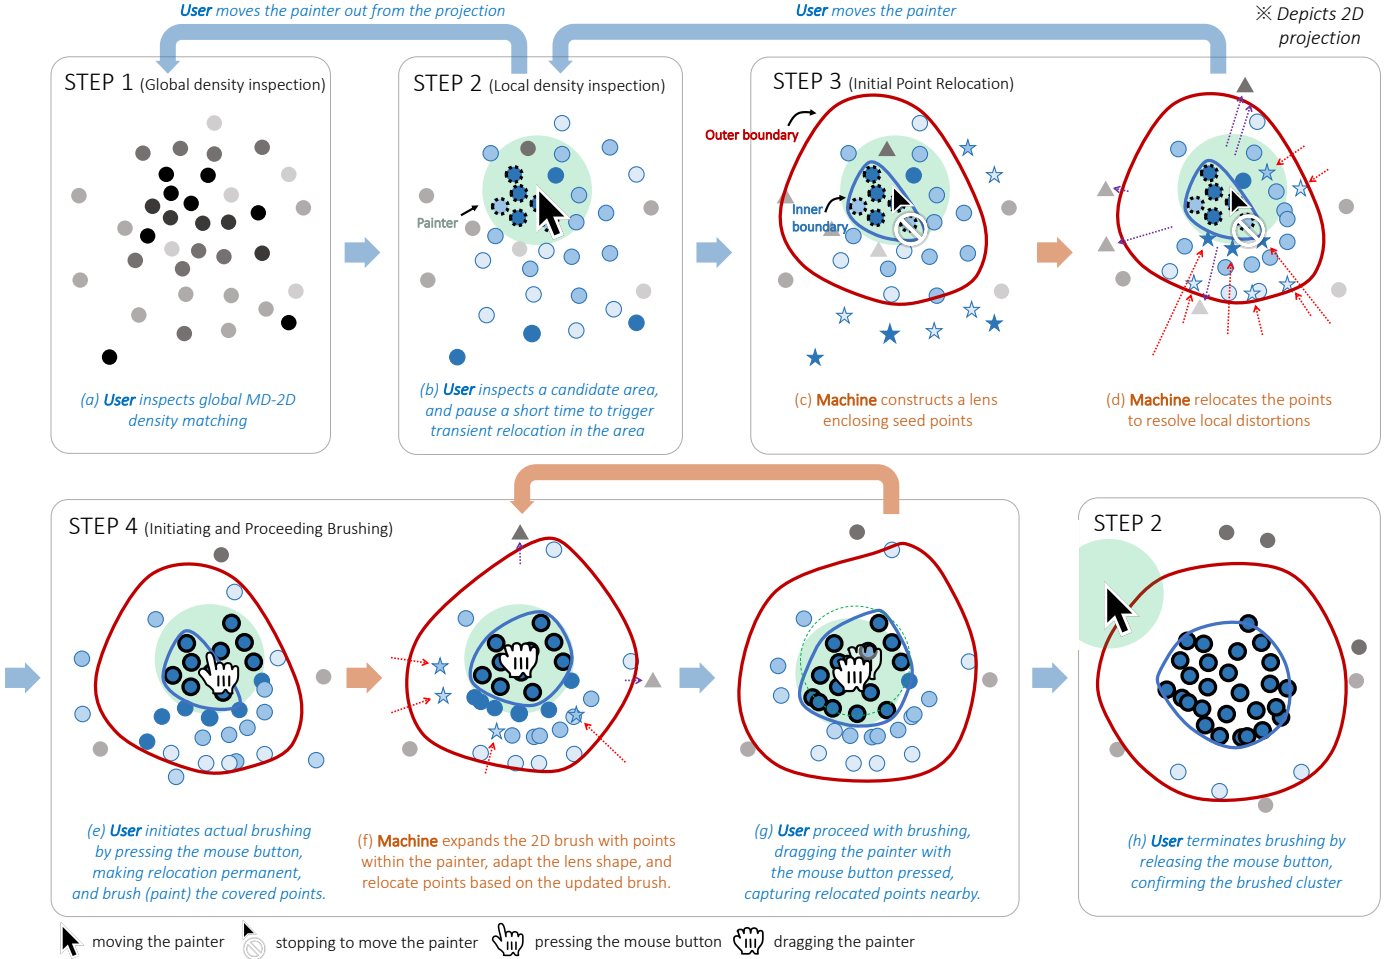 User moves the painter out from the projection
User moves the painter
※ Depicts 2D
projection
STEP 1 (Global density inspection)
(a) User inspects global MD-2D
density matching
STEP 2 (Local density inspection)
Painter
(b) User inspects a candidate area,
and pause a short time to trigger
transient relocation in the area
STEP 3 (Initial Point Relocation)
Outer boundary
Inner
boundary
(c) Machine constructs a lens
enclosing seed points
(d) Machine relocates the points
to resolve local distortions
STEP 4 (Initiating and Proceeding Brushing)
(e) User initiates actual brushing
by pressing the mouse button,
making relocation permanent,
and brush (paint) the covered points.
(f) Machine expands the 2D brush with points
within the painter, adapt the lens shape, and
relocate points based on the updated brush.
(g) User proceed with brushing,
dragging the painter with
the mouse button pressed,
capturing relocated points nearby.
STEP 2
(h) User terminates brushing by
releasing the mouse button,
confirming the brushed cluster
moving the painter
stopping to move the painter
pressing the mouse button
dragging the painter